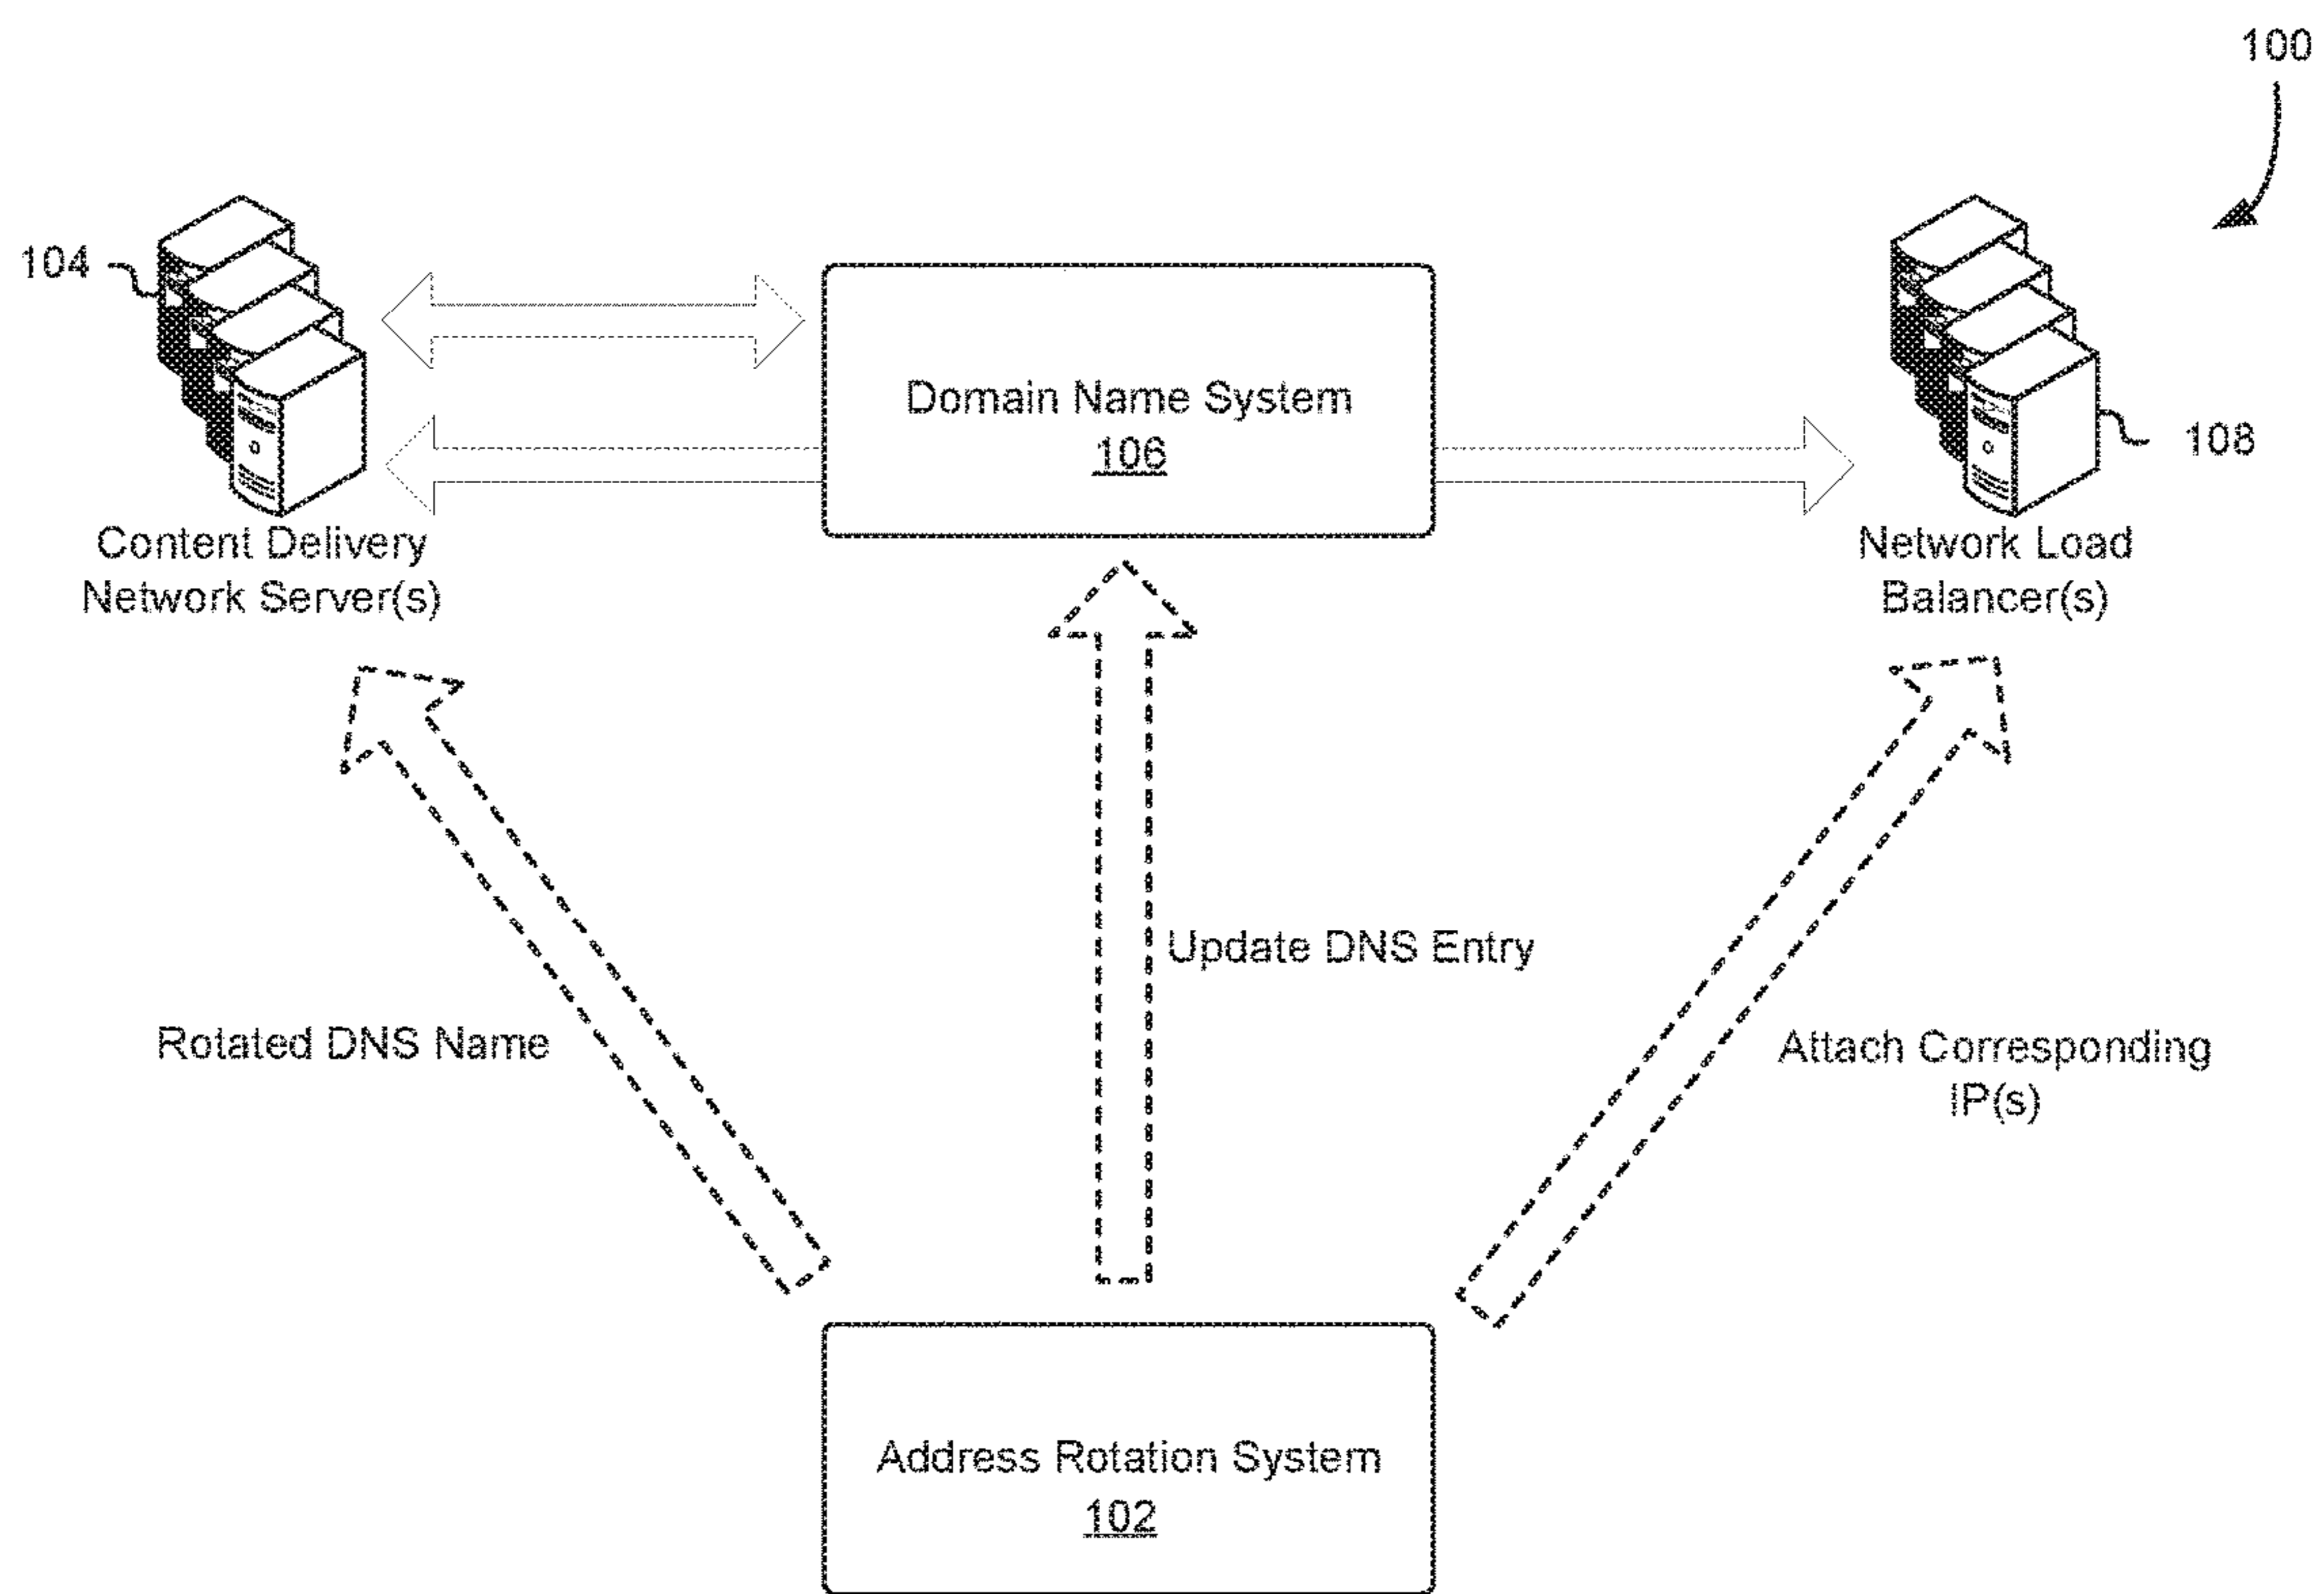 100
104
Domain Name System
106
108
Content Delivery
Network Server(s)
Network Load
Balancer(s)
Update DNS Entry
Rotated DNS Name
Attach Corresponding
IP(s)
Address Rotation System
102